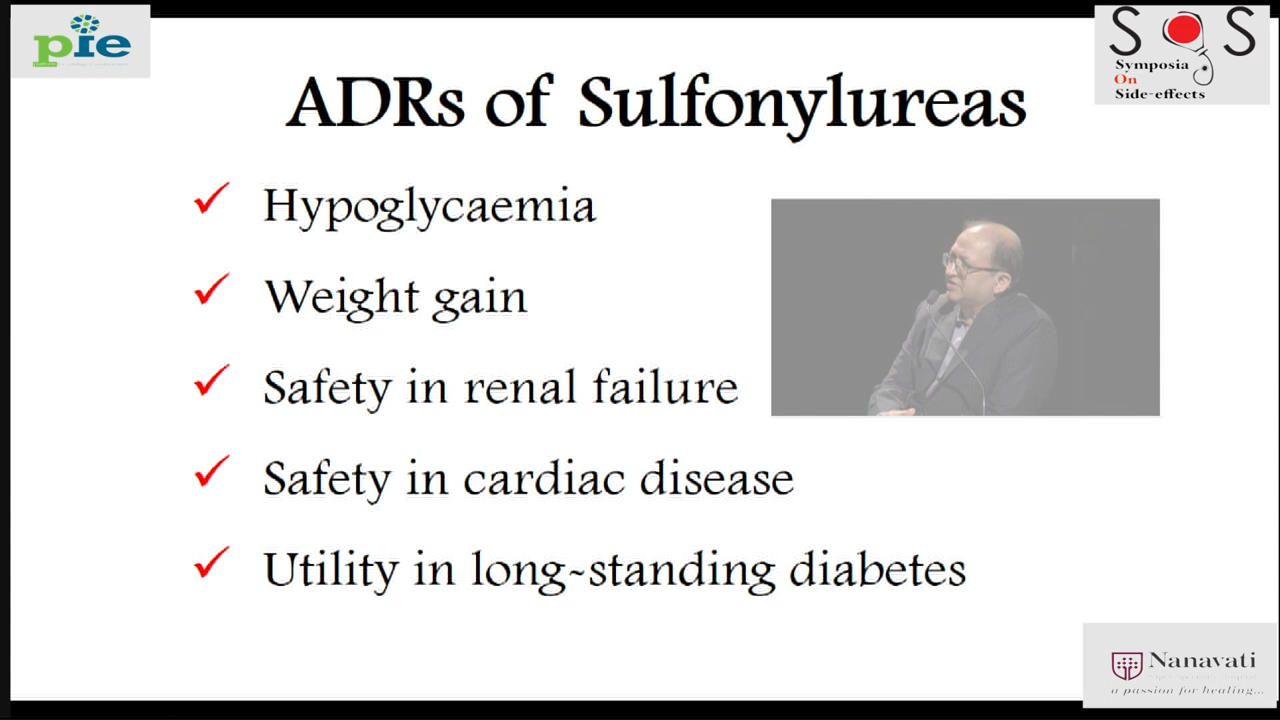 pie
SOS
Symposia
On
Side-effects
ADRs of Sulfonylureas
Hypoglycaemia
Weight gain
Safety in renal failure
Safety in cardiac disease
Utility in long-standing diabetes
Nanavati
a passion for healing...